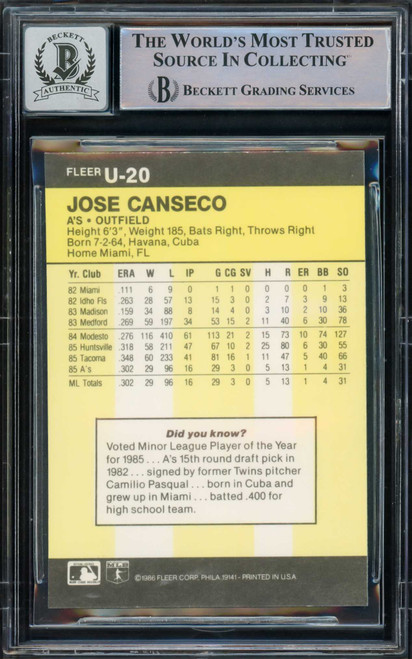 BECKETT
AUTHENTIC
THE WORLD'S MOST TRUSTED
SOURCE IN COLLECTING™
B BECKETT GRADING SERVICES
FLEER U-20
JOSE CANSECO
A'S • OUTFIELD
Height 6'3", Weight 185, Bats Right, Throws Right
Born 7-2-64, Havana, Cuba
Home Miami, FL
Yr. Club ERA W L IP G CG SV H R ER BB SO
82 Miami .111 6 9 0 1 1 0 0 0 0 1 3
82 Idho Fls .263 28 57 13 15 3 0 2 7 3 9 13
83 Madison .159 34 88 8 14 4 0 3 10 2 10 36
83 Medford .269 59 197 34 53 15 2 11 40 6 30 78
84 Modesto .276 116 410 61 113 21 2 15 73 10 74 127
85 Huntsville .318 58 211 47 67 10 2 25 80 6 30 55
85 Tacoma .348 60 233 41 81 16 1 11 47 5 40 66
85 A's .302 29 96 16 29 3 0 5 13 1 4 31
ML Totals .302 29 96 16 29 3 0 5 13 1 4 31
Did you know?
Voted Minor League Player of the Year
for 1985 . . . A's 15th round draft pick in
1982 . . . signed by former Twins pitcher
Camilio Pasqual . . . born in Cuba and
grew up in Miami . . . batted .400 for
high school team.
©1986 FLEER CORP. PHILA. 19141 - PRINTED IN U.S.A.